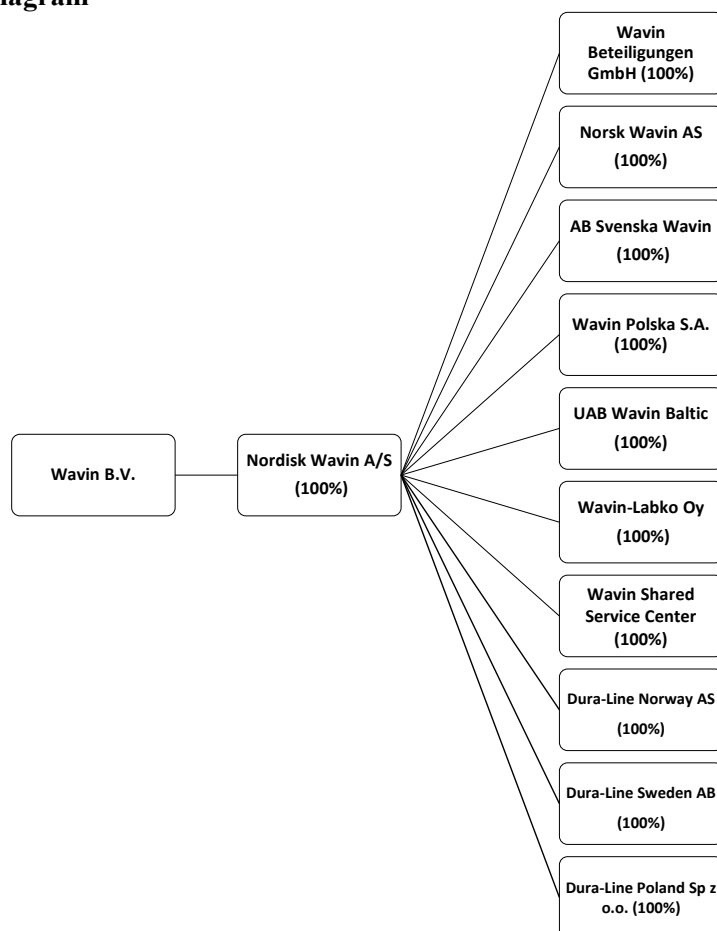 Wavin
Beteiligungen
GmbH (100%)
Norsk Wavin AS
(100%)
AB Svenska Wavin
(100%)
Wavin Polska S.A.
(100%)
UAB Wavin Baltic
(100%)
Wavin B.V.
Nordisk Wavin A/S
(100%)
Wavin-Labko Oy
(100%)
Wavin Shared
Service Center
(100%)
Dura-Line Norway AS
(100%)
Dura-Line Sweden AB
(100%)
Dura-Line Poland Sp z
o.o. (100%)